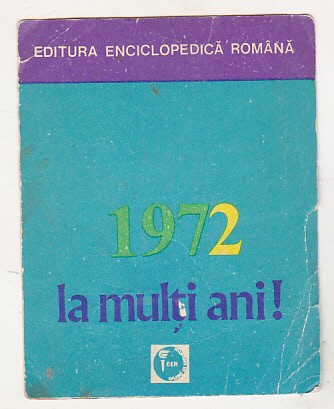 EDITURA ENCICLOPEDICĂ ROMÂNĂ
1972
la mulți ani!
EER